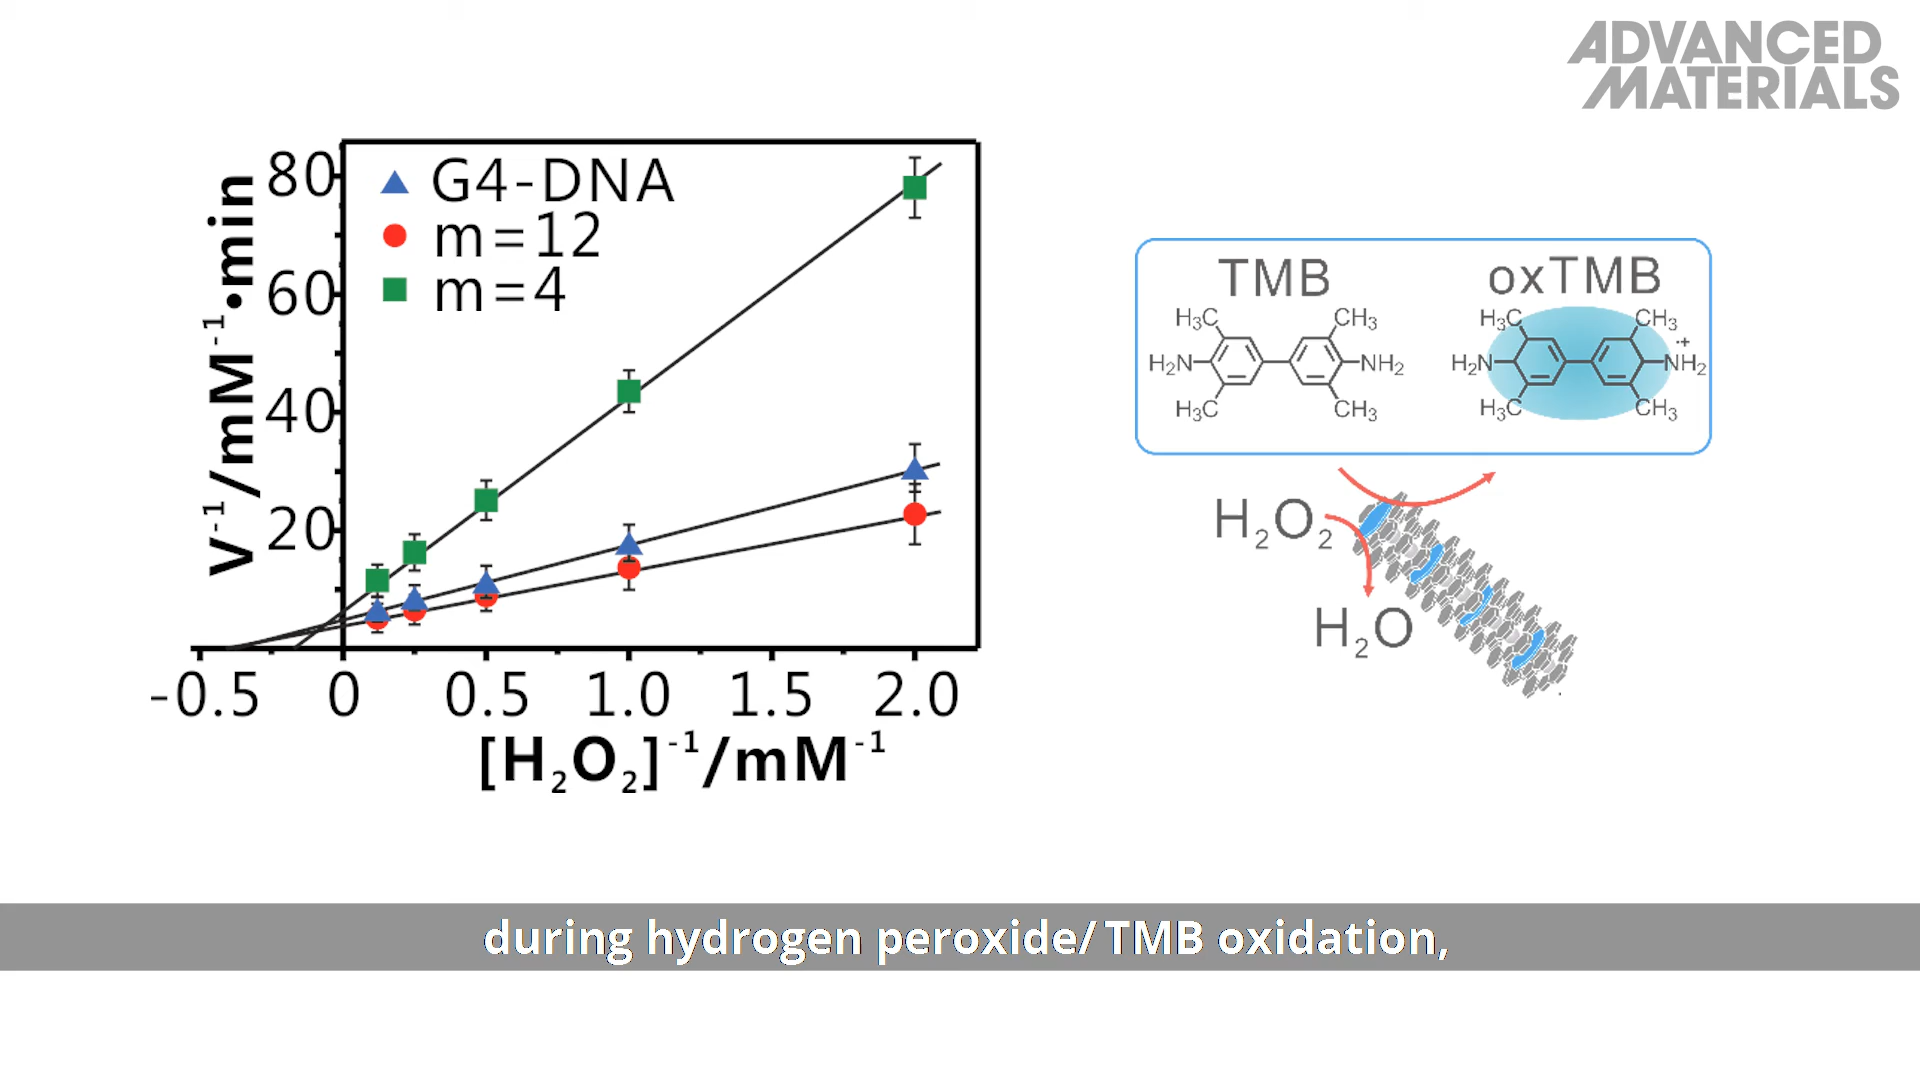 ADVANCED
MATERIALS
G4-DNA
m=12
m=4
80
60
40
20
V⁻¹/mM⁻¹•min
-0.5 0 0.5 1.0 1.5 2.0
[H₂O₂]⁻¹/mM⁻¹
TMB
H₃C CH₃
H₂N NH₂
H₃C CH₃
oxTMB
H₃C CH₃
H₂N NH₂ ·+
H₃C CH₃
H₂O₂
H₂O
during hydrogen peroxide/ TMB oxidation,